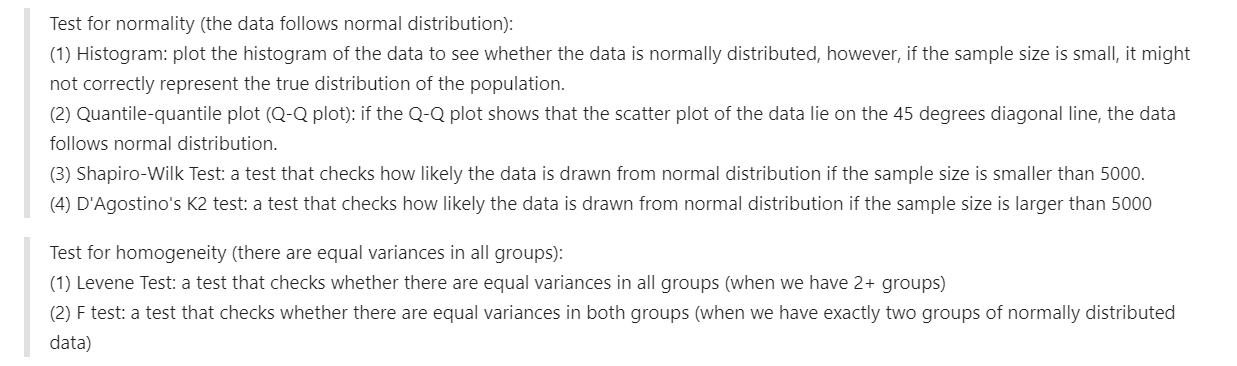 Test for normality (the data follows normal distribution):
(1) Histogram: plot the histogram of the data to see whether the data is normally distributed, however, if the sample size is small, it might
not correctly represent the true distribution of the population.
(2) Quantile-quantile plot (Q-Q plot): if the Q-Q plot shows that the scatter plot of the data lie on the 45 degrees diagonal line, the data
follows normal distribution.
(3) Shapiro-Wilk Test: a test that checks how likely the data is drawn from normal distribution if the sample size is smaller than 5000.
(4) D'Agostino's K2 test: a test that checks how likely the data is drawn from normal distribution if the sample size is larger than 5000
Test for homogeneity (there are equal variances in all groups):
(1) Levene Test: a test that checks whether there are equal variances in all groups (when we have 2+ groups)
(2) F test: a test that checks whether there are equal variances in both groups (when we have exactly two groups of normally distributed
data)